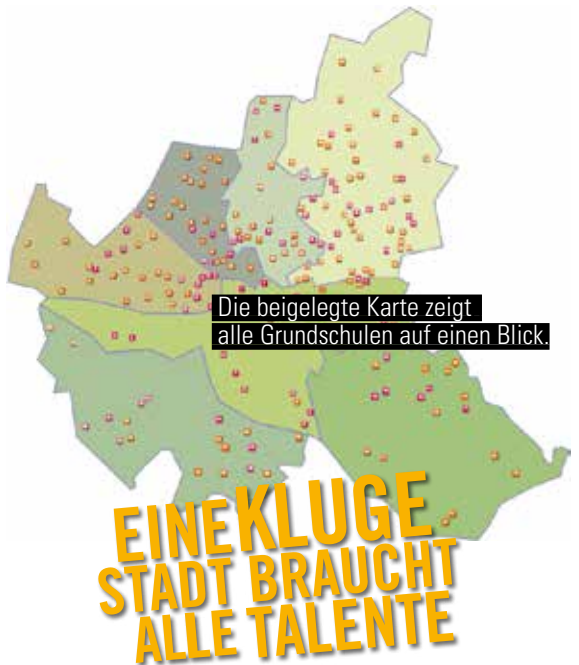 Die beigelegte Karte zeigt
alle Grundschulen auf einen Blick.
EINE KLUGE
STADT BRAUCHT
ALLE TALENTE